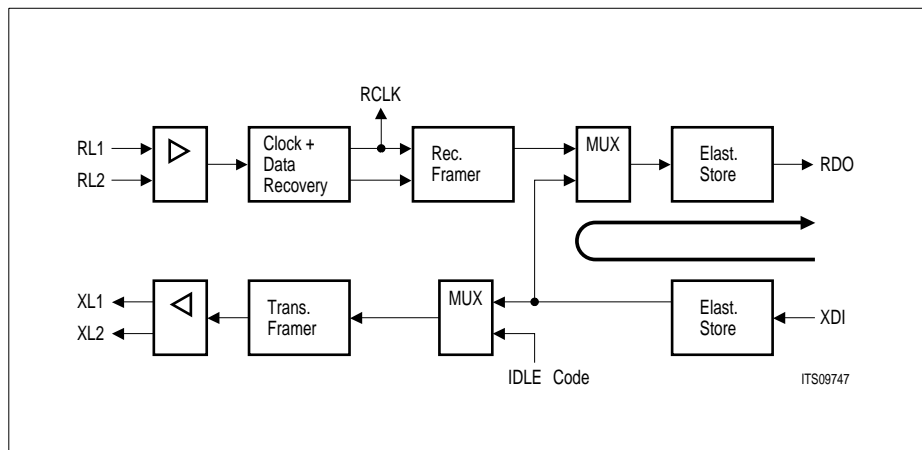 RCLK
RL1
RL2
Clock +
Data
Recovery
Rec.
Framer
MUX
Elast.
Store
RDO
XL1
XL2
Trans.
Framer
MUX
IDLE Code
Elast.
Store
XDI
ITS09747